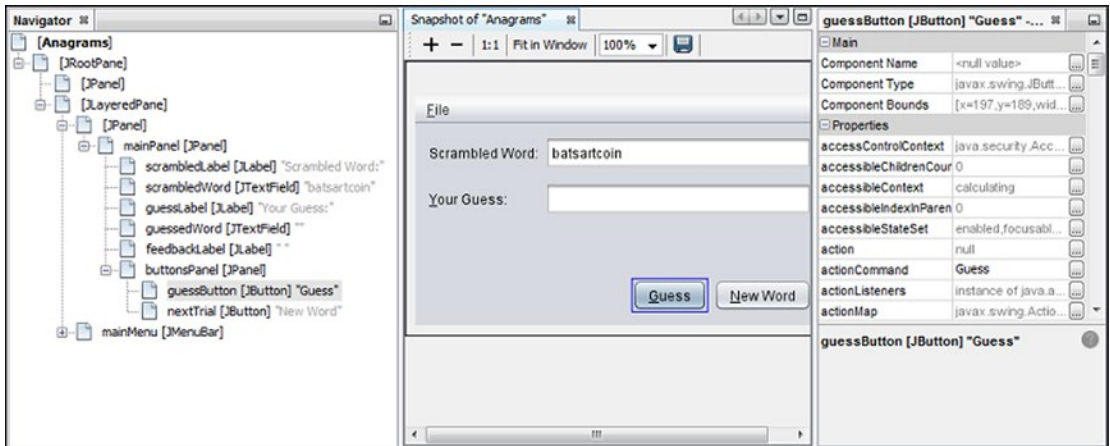 Navigator
[Anagrams]
[JRootPane]
[JPanel]
[JLayeredPane]
[JPanel]
mainPanel [JPanel]
scrambledLabel [JLabel] "Scrambled Word:"
scrambledWord [JTextField] "batsartcoin"
guessLabel [JLabel] "Your Guess:"
guessedWord [JTextField] ""
feedbackLabel [JLabel] " "
buttonsPanel [JPanel]
guessButton [JButton] "Guess"
nextTrial [JButton] "New Word"
mainMenu [JMenuBar]
Snapshot of "Anagrams"
1:1 Fit in Window 100%
File
Scrambled Word: batsartcoin
Your Guess:
Guess New Word
guessButton [JButton] "Guess" -...
Main
Component Name <null value> ...
Component Type javax.swing.JButt... ...
Component Bounds [x=197,y=189,wid... ...
Properties
accessControlContext java.security.Acc... ...
accessibleChildrenCour 0 ...
accessibleContext calculating ...
accessibleIndexInParen 0 ...
accessibleStateSet enabled,focusabl... ...
action null ...
actionCommand Guess ...
actionListeners instance of java.a... ...
actionMap javax.swing.Actio... ...
guessButton [JButton] "Guess"